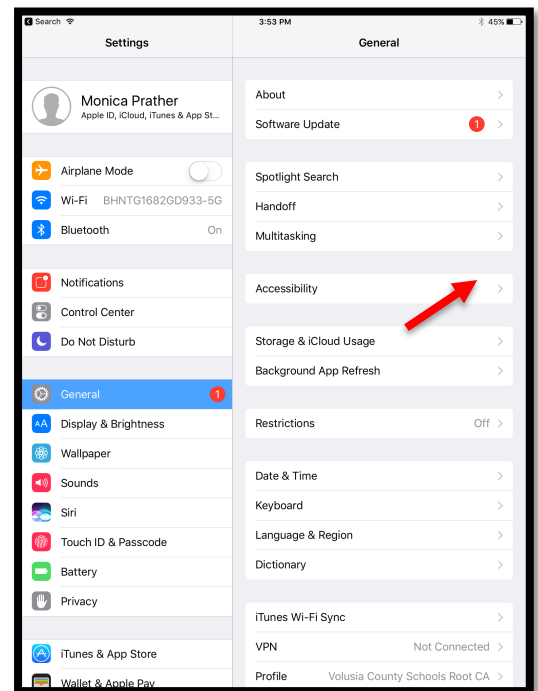 Search
3:53 PM
45%
Settings
General
Monica Prather
Apple ID, iCloud, iTunes & App St...
Airplane Mode
Wi-Fi BHNTG1682GD933-5G
Bluetooth On
Notifications
Control Center
Do Not Disturb
General 1
AA Display & Brightness
Wallpaper
Sounds
Siri
Touch ID & Passcode
Battery
Privacy
iTunes & App Store
Wallet & Apple Pay
About
Software Update 1
Spotlight Search
Handoff
Multitasking
Accessibility
Storage & iCloud Usage
Background App Refresh
Restrictions Off
Date & Time
Keyboard
Language & Region
Dictionary
iTunes Wi-Fi Sync
VPN Not Connected
Profile Volusia County Schools Root CA